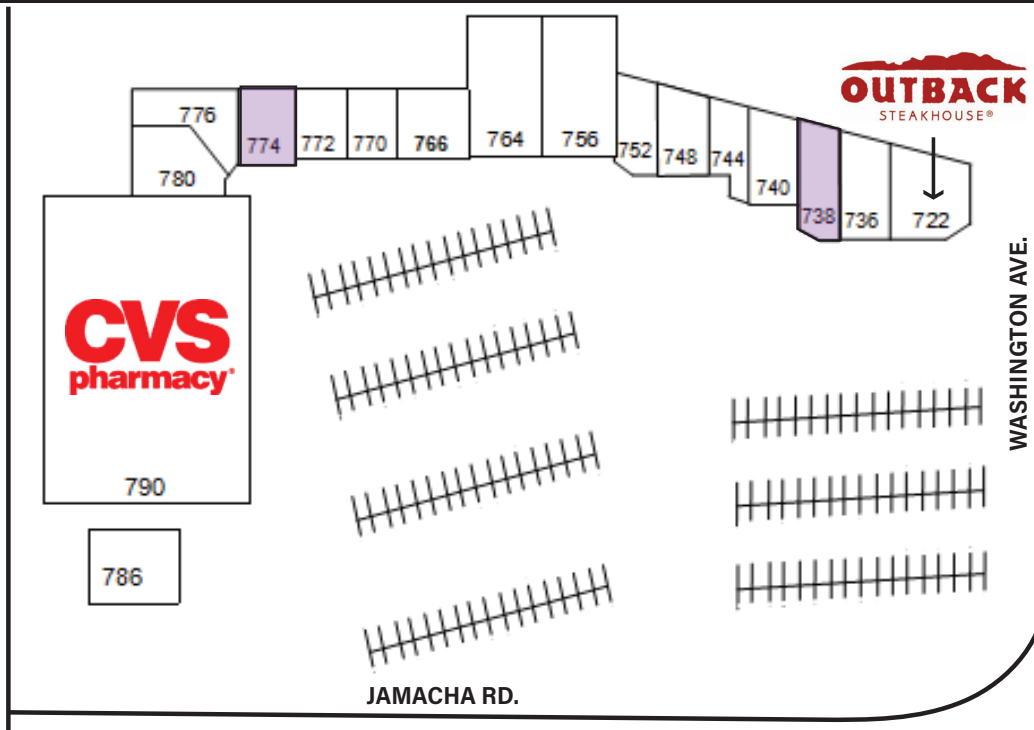 OUTBACK
STEAKHOUSE®
776
774
772
770
766
764
756
752
748
744
740
738
736
722
780
CVS
pharmacy®
790
786
WASHINGTON AVE.
JAMACHA RD.